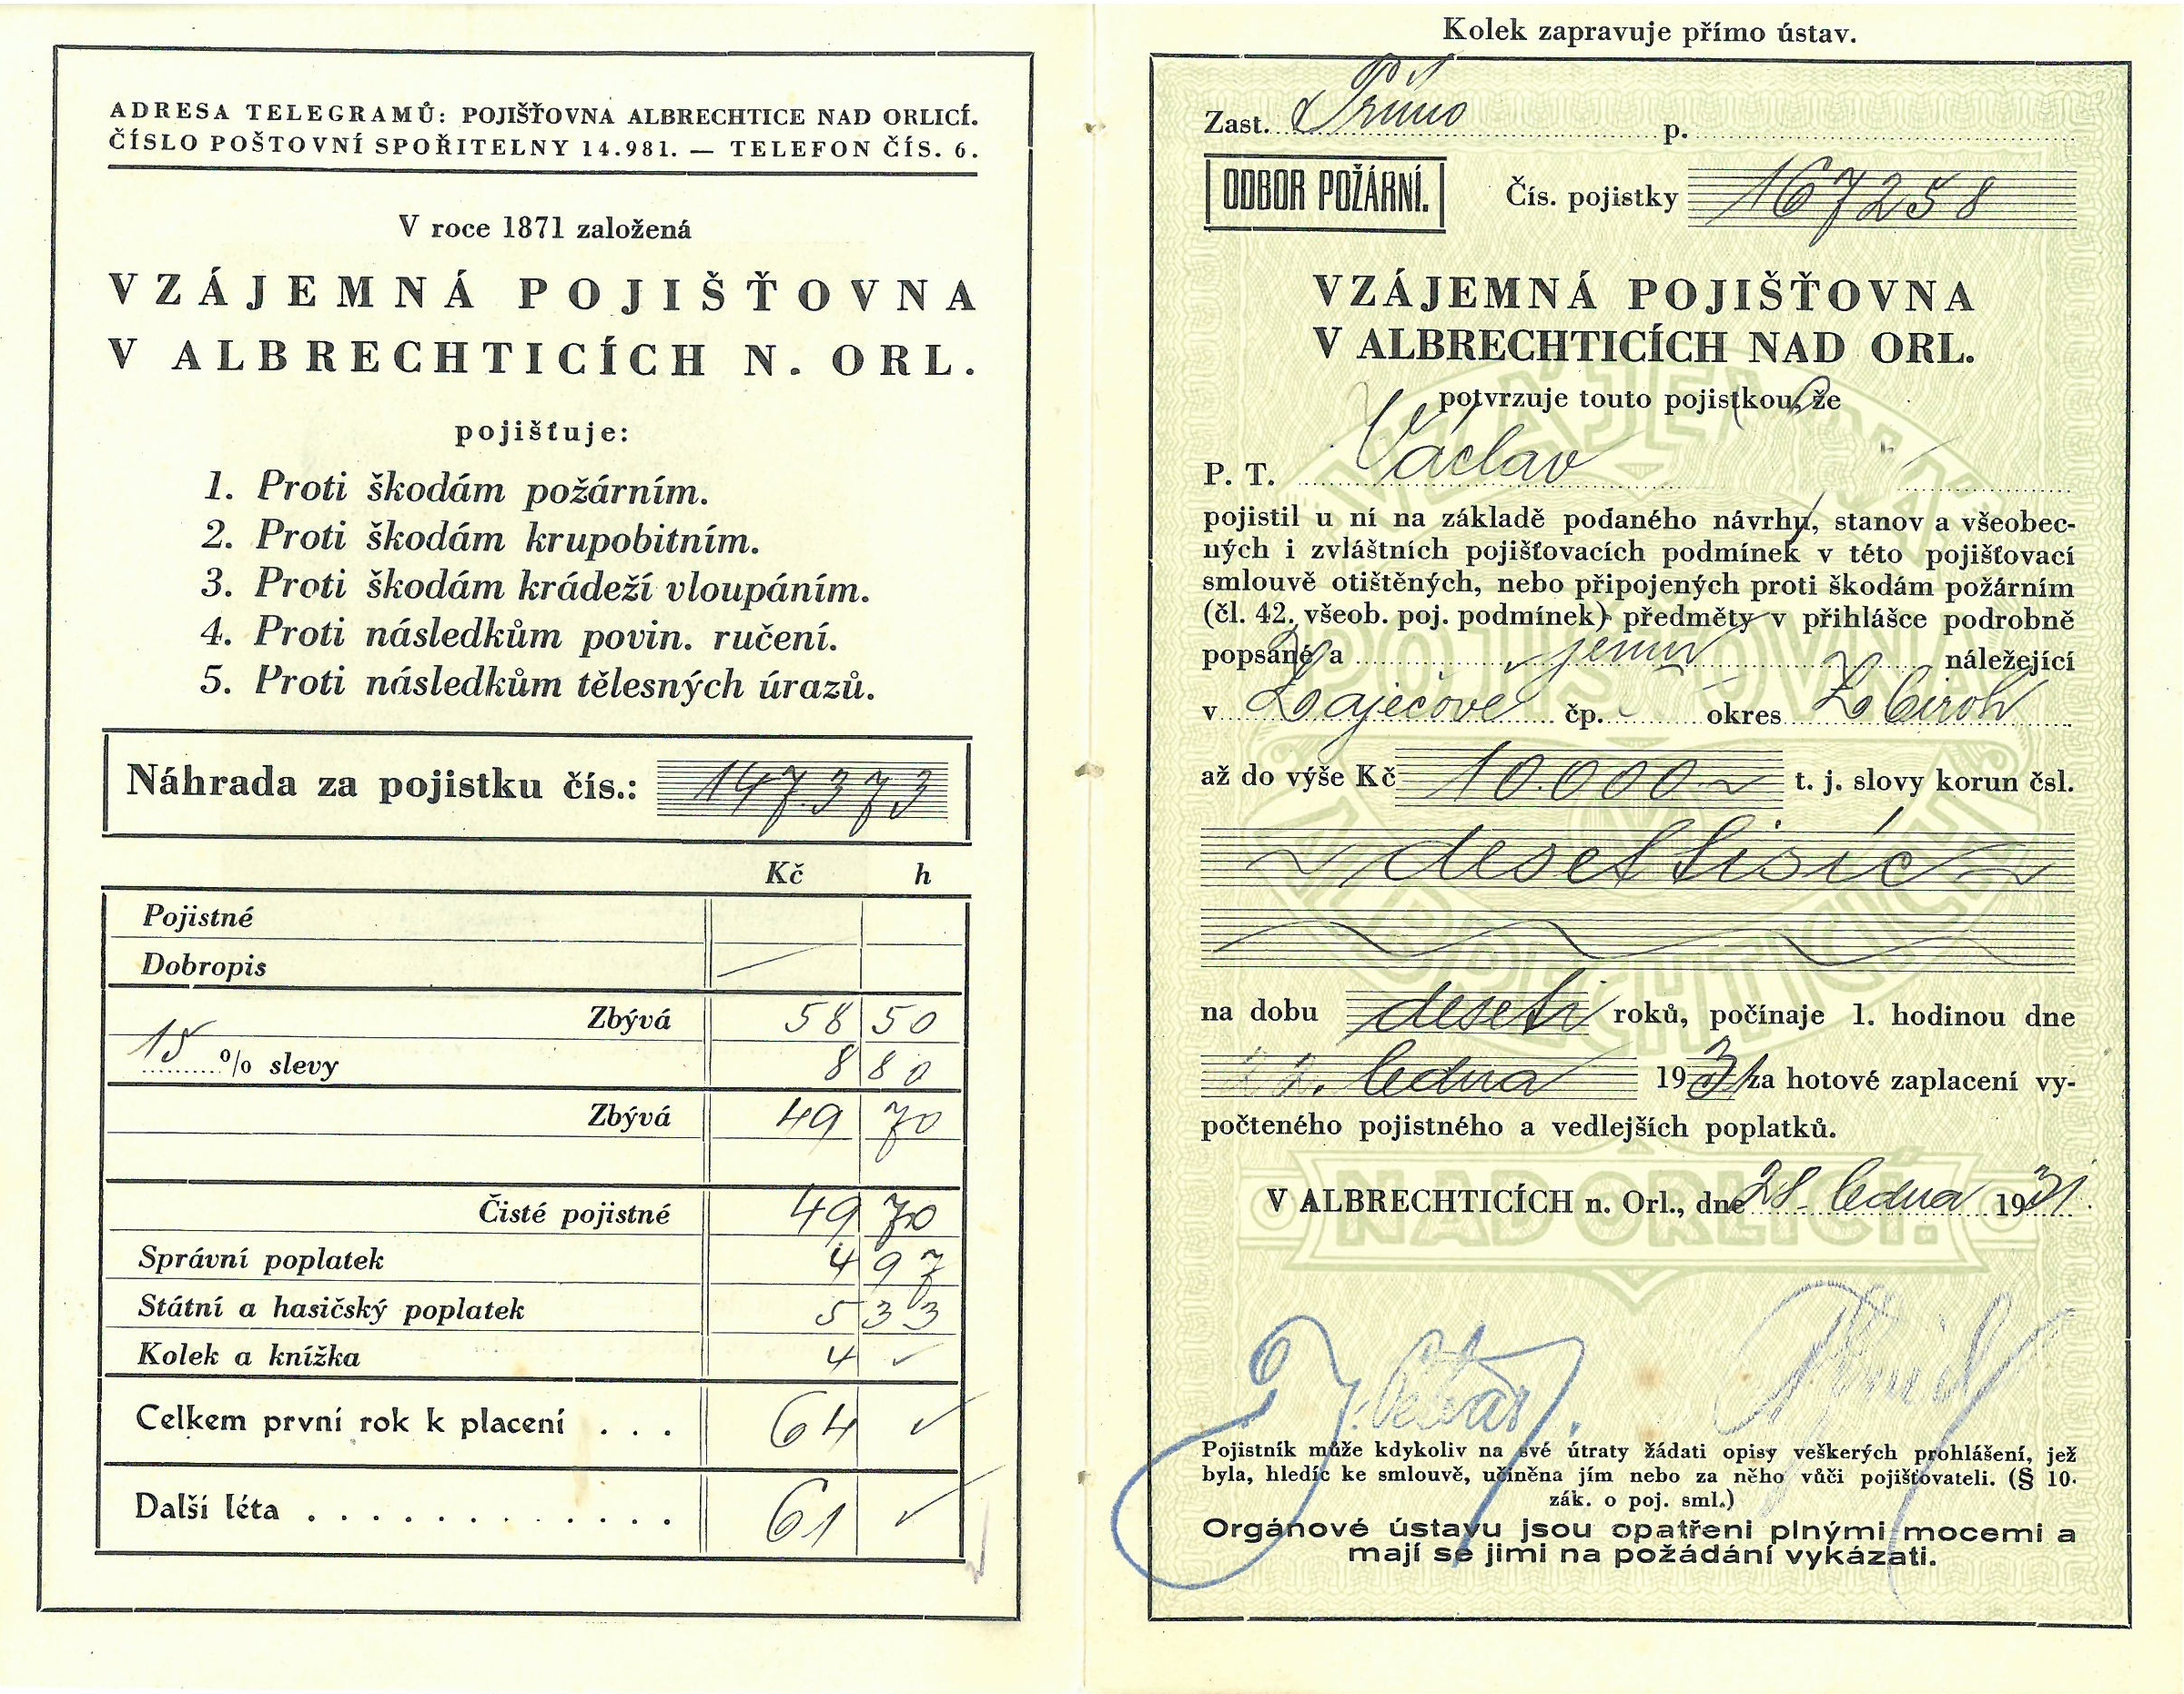 ADRESA TELEGRAMŮ: POJIŠŤOVNA ALBRECHTICE NAD ORLICÍ.
ČÍSLO POŠTOVNÍ SPOŘITELNY 14.981. — TELEFON ČÍS. 6.
V roce 1871 založená
VZÁJEMNÁ POJIŠŤOVNA
V ALBRECHTICÍCH N. ORL.
pojišťuje:
1. Proti škodám požárním.
2. Proti škodám krupobitním.
3. Proti škodám krádeží vloupáním.
4. Proti následkům povin. ručení.
5. Proti následkům tělesných úrazů.
Náhrada za pojistku čís.: 147.373
Kč h
Pojistné
Dobropis
Zbývá 58 50
15 % slevy 8 80
Zbývá 49 70
Čisté pojistné 49 70
Správní poplatek 4 97
Státní a hasičský poplatek 5 33
Kolek a knížka 4
Celkem první rok k placení . . . 64
Další léta . . . . . . . . . . . . . 61
Kolek zapravuje přímo ústav.
Zast. Přímo p.
ODBOR POŽÁRNÍ. Čís. pojistky 167258
VZÁJEMNÁ POJIŠŤOVNA
V ALBRECHTICÍCH NAD ORL.
potvrzuje touto pojistkou, že
P. T. Václav
pojistil u ní na základě podaného návrhu, stanov a všeobec-
ných i zvláštních pojišťovacích podmínek v této pojišťovací
smlouvě otištěných, nebo připojených proti škodám požárním
(čl. 42. všeob. poj. podmínek) předměty v přihlášce podrobně
popsané a jemu náležející
v Zaječově čp. okres Zbiroh
až do výše Kč 10.000 t. j. slovy korun čsl.
desettisíc
na dobu deseti roků, počínaje 1. hodinou dne
22. ledna 1931 za hotové zaplacení vy-
počteného pojistného a vedlejších poplatků.
V ALBRECHTICÍCH n. Orl., dne 28. ledna 1931.
Pojistník může kdykoliv na své útraty žádati opisy veškerých prohlášení, jež
byla, hledíc ke smlouvě, učiněna jím nebo za něho vůči pojišťovateli. (§ 10.
zák. o poj. sml.)
Orgánové ústavu jsou opatřeni plnými mocemi a
mají se jimi na požádání vykázati.